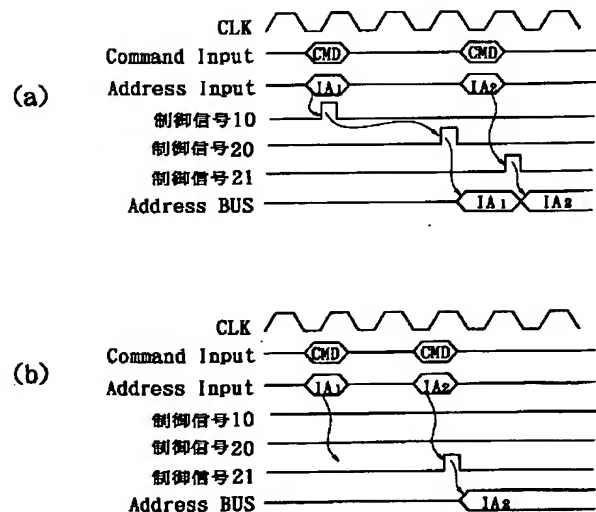 (a)
CLK
Command Input CMD CMD
Address Input IA1 IA2
制御信号10
制御信号20
制御信号21
Address BUS IA1 IA2
(b)
CLK
Command Input CMD CMD
Address Input IA1 IA2
制御信号10
制御信号20
制御信号21
Address BUS IA2